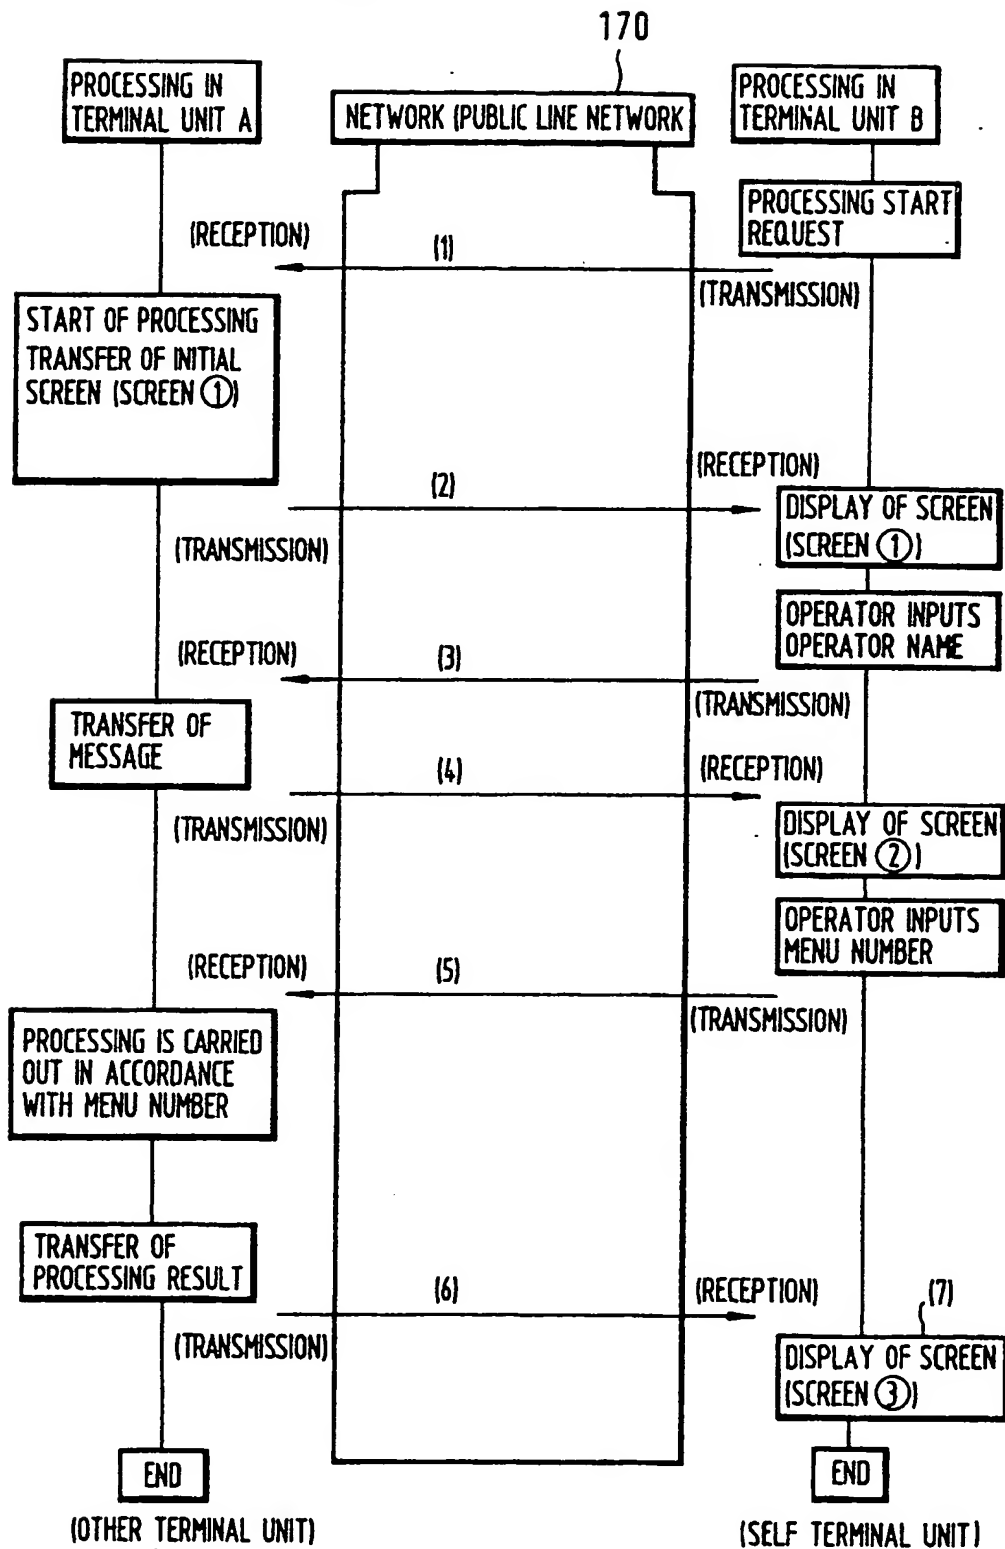 170
PROCESSING IN
TERMINAL UNIT A
NETWORK (PUBLIC LINE NETWORK
PROCESSING IN
TERMINAL UNIT B
PROCESSING START
REQUEST
(RECEPTION)
(1)
(TRANSMISSION)
START OF PROCESSING
TRANSFER OF INITIAL
SCREEN (SCREEN ①)
(RECEPTION)
(2)
(TRANSMISSION)
DISPLAY OF SCREEN
(SCREEN ①)
OPERATOR INPUTS
OPERATOR NAME
(RECEPTION)
(3)
(TRANSMISSION)
TRANSFER OF
MESSAGE
(4)
(RECEPTION)
(TRANSMISSION)
DISPLAY OF SCREEN
(SCREEN ②)
OPERATOR INPUTS
MENU NUMBER
(RECEPTION)
(5)
(TRANSMISSION)
PROCESSING IS CARRIED
OUT IN ACCORDANCE
WITH MENU NUMBER
TRANSFER OF
PROCESSING RESULT
(6)
(RECEPTION)
(7)
(TRANSMISSION)
DISPLAY OF SCREEN
(SCREEN ③)
END
END
(OTHER TERMINAL UNIT)
(SELF TERMINAL UNIT)